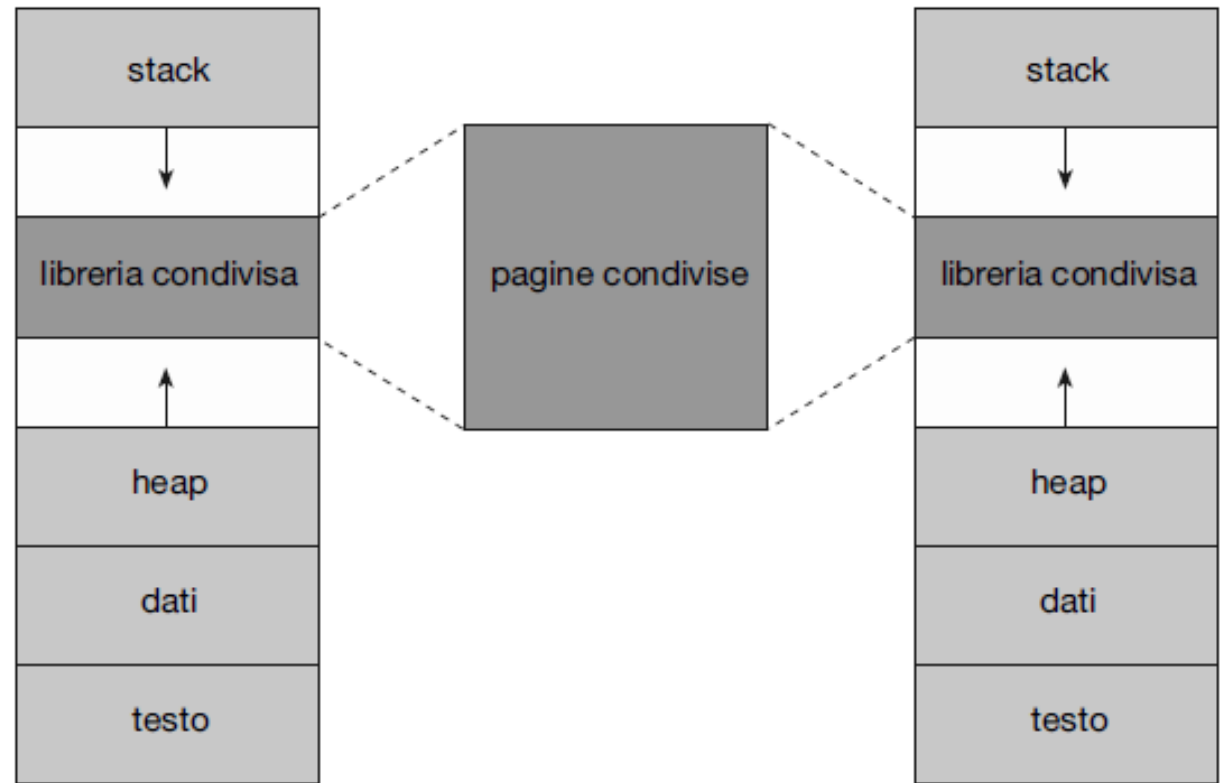 stack
libreria condivisa
heap
dati
testo
pagine condivise
stack
libreria condivisa
heap
dati
testo